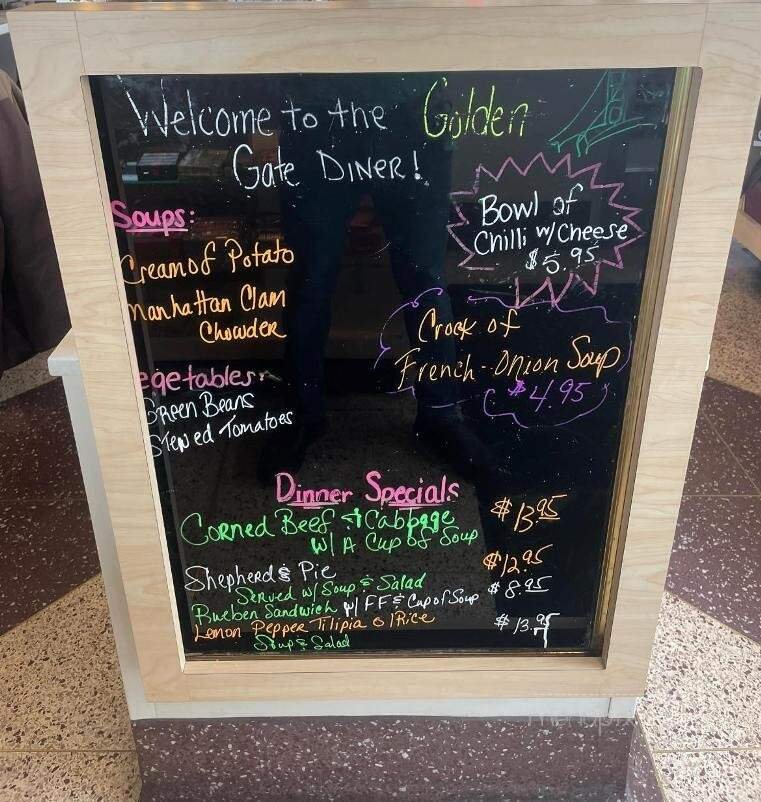 Welcome to the Golden
Gate DINER!
Soups:
Cream of Potato
Manhattan Clam
Chowder
Bowl of
Chilli w/Cheese
$5.95
Crock of
French-Onion Soup
$4.95
egetables
Green Beans
Stewed Tomatoes
Dinner Specials
Corned Beef & Cabbage $13.95
w/ A Cup of Soup
Shepherds Pie $12.95
Served w/ Soup & Salad
Rueben Sandwich w/ FF & Cup of Soup $8.95
Lemon Pepper Tilipia o/Rice $13.95
Soup & Salad